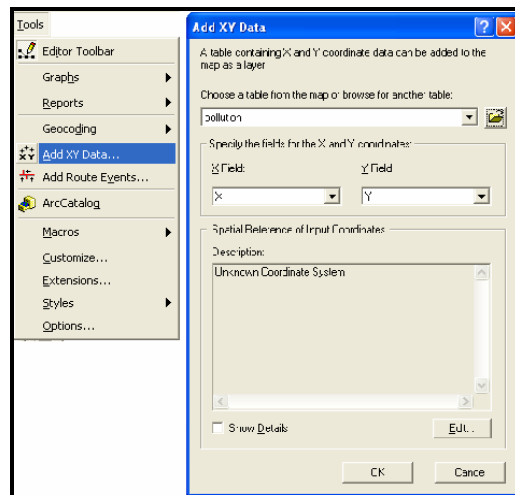 Tools
Editor Toolbar
Graphs
Reports
Geocoding
Add XY Data...
Add Route Events...
ArcCatalog
Macros
Customize...
Extensions...
Styles
Options...
Add XY Data
A table containing X and Y coordinate data can be added to the
map as a layer
Choose a table from the map or browse for another table:
pollution
Specify the fields for the X and Y coordinates:
X Field:
Y Field
X
Y
Spatial Reference of Input Coordinates
Description:
Unknown Coordinate System
Show Details
Edit...
OK
Cance